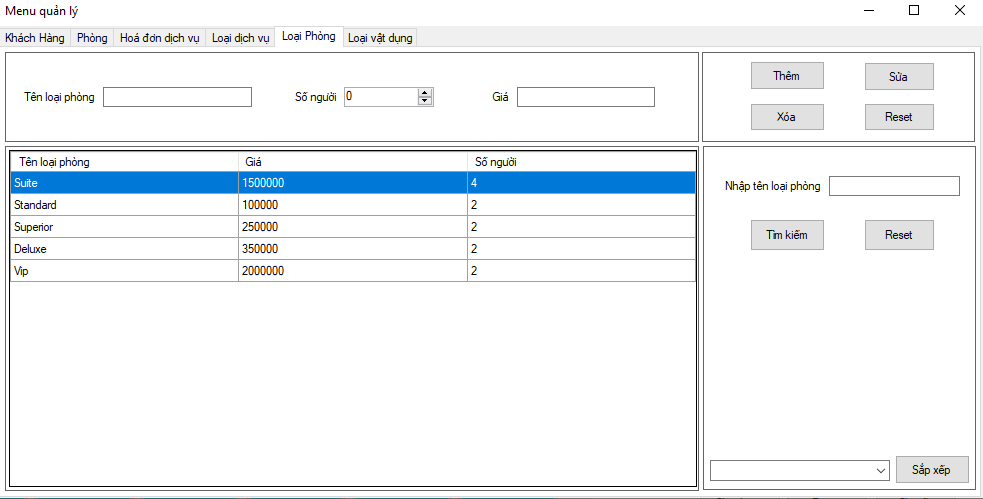 Menu quản lý
Khách Hàng Phòng Hoá đơn dịch vụ Loại dịch vụ Loại Phòng Loại vật dụng
Tên loại phòng Số người 0 Giá
Thêm Sửa
Xóa Reset
Tên loại phòng Giá Số người
Suite 1500000 4
Standard 100000 2
Superior 250000 2
Deluxe 350000 2
Vip 2000000 2
Nhập tên loại phòng
Tìm kiếm Reset
Sắp xếp